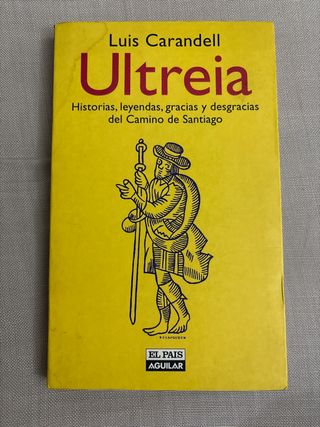 Luis Carandell
Ultreia
Historias, leyendas, gracias y desgracias
del Camino de Santiago
EL PAIS
AGUILAR